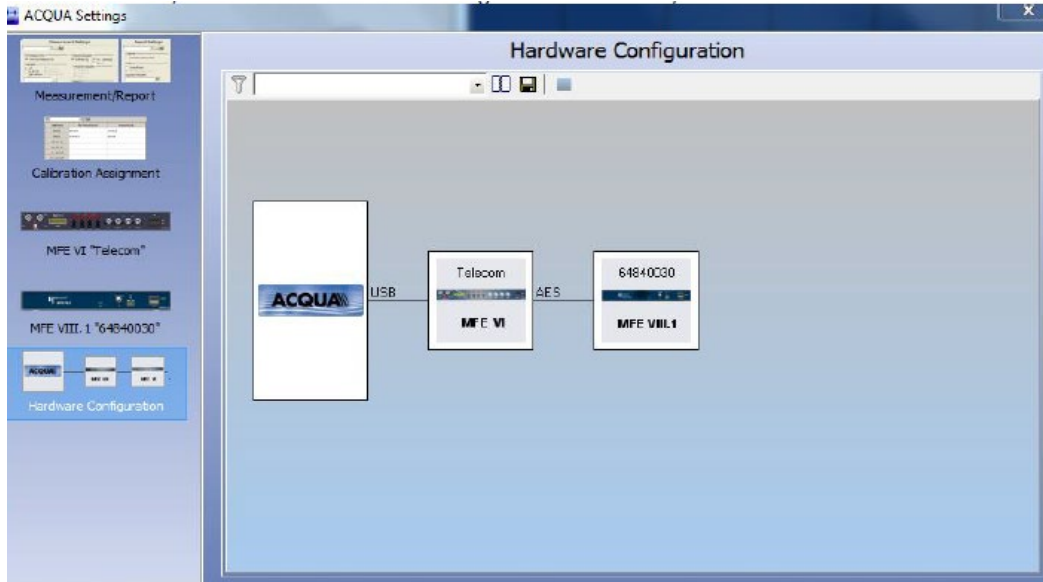 ACQUA Settings
Measurement/Report
Calibration Assignment
MFE VI "Telecom"
MFE VIII.1 "64840030"
ACQUA
Hardware Configuration
Hardware Configuration
ACQUA
USB
Telecom
MFE VI
AES
64840030
MFE VIII.1